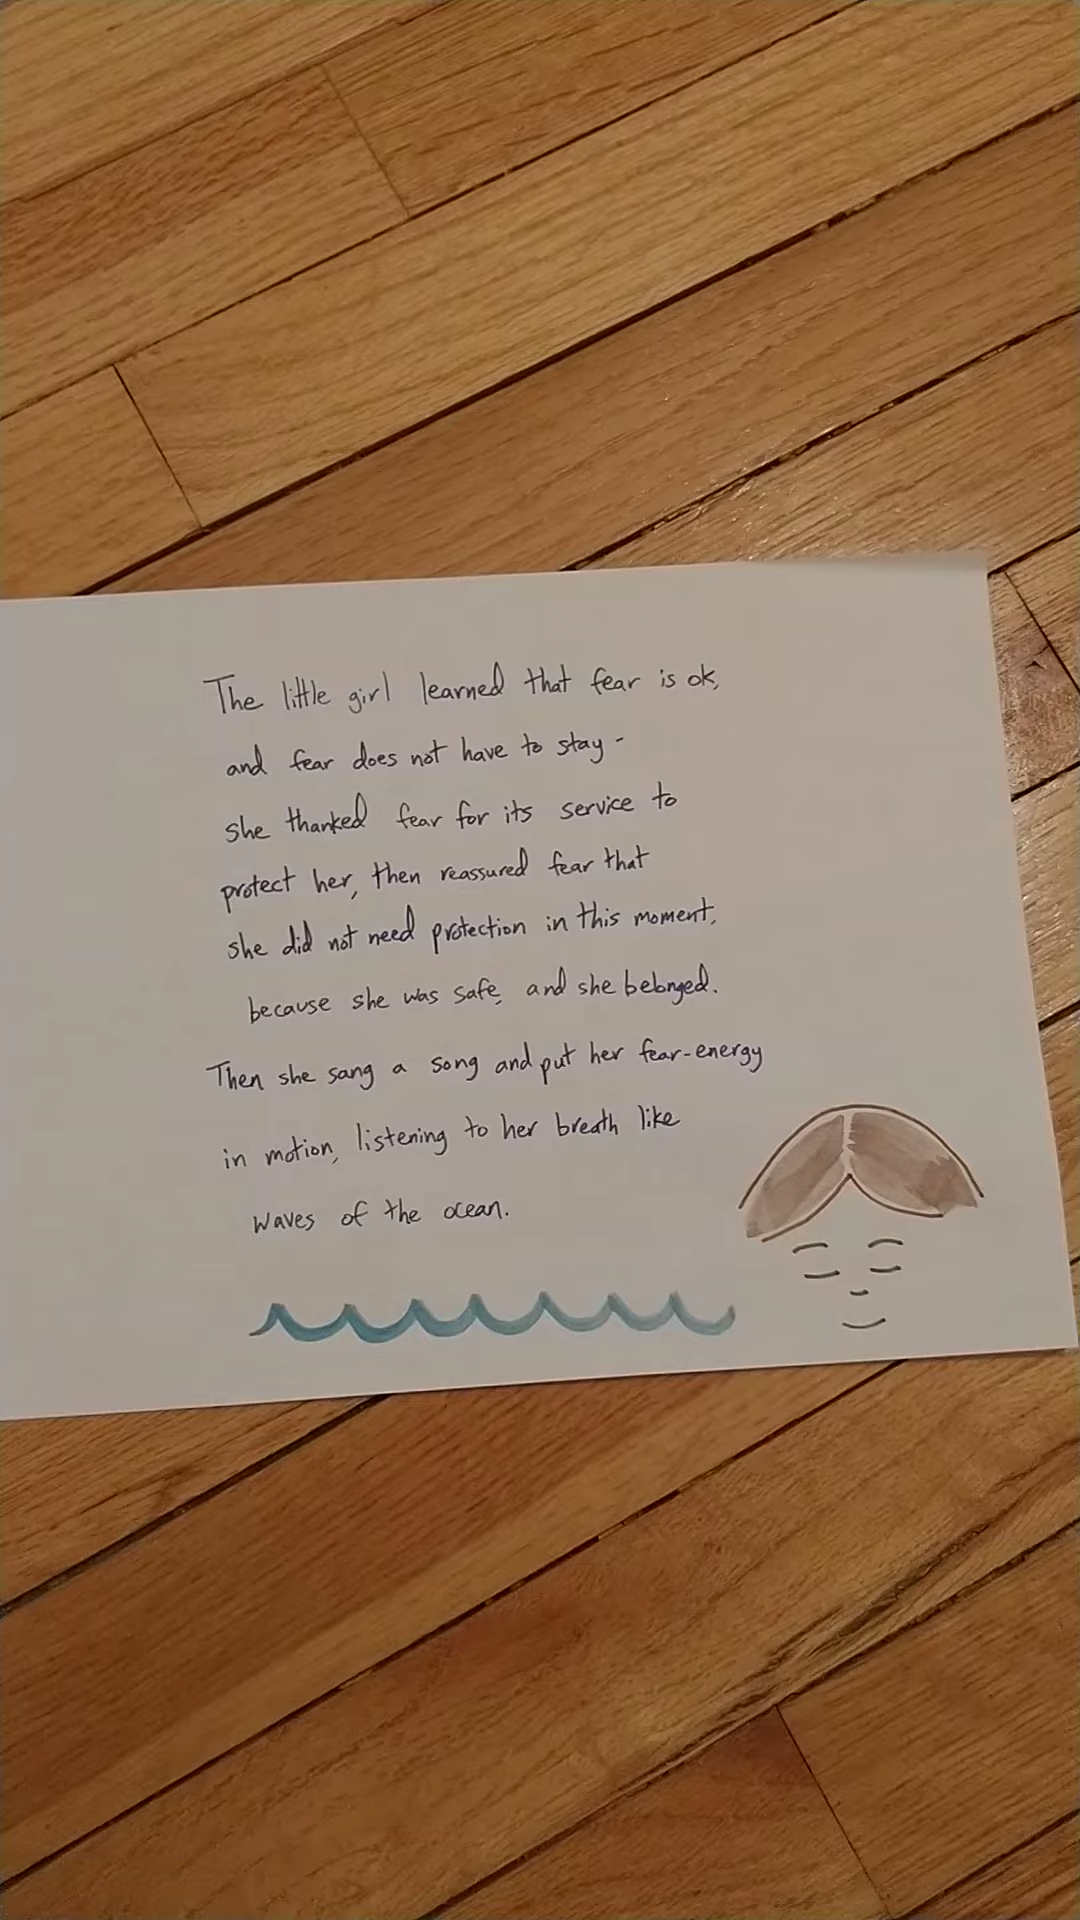 The little girl learned that fear is ok,
and fear does not have to stay -
she thanked fear for its service to
protect her, then reassured fear that
she did not need protection in this moment,
because she was safe, and she belonged.
Then she sang a song and put her fear-energy
in motion, listening to her breath like
waves of the ocean.